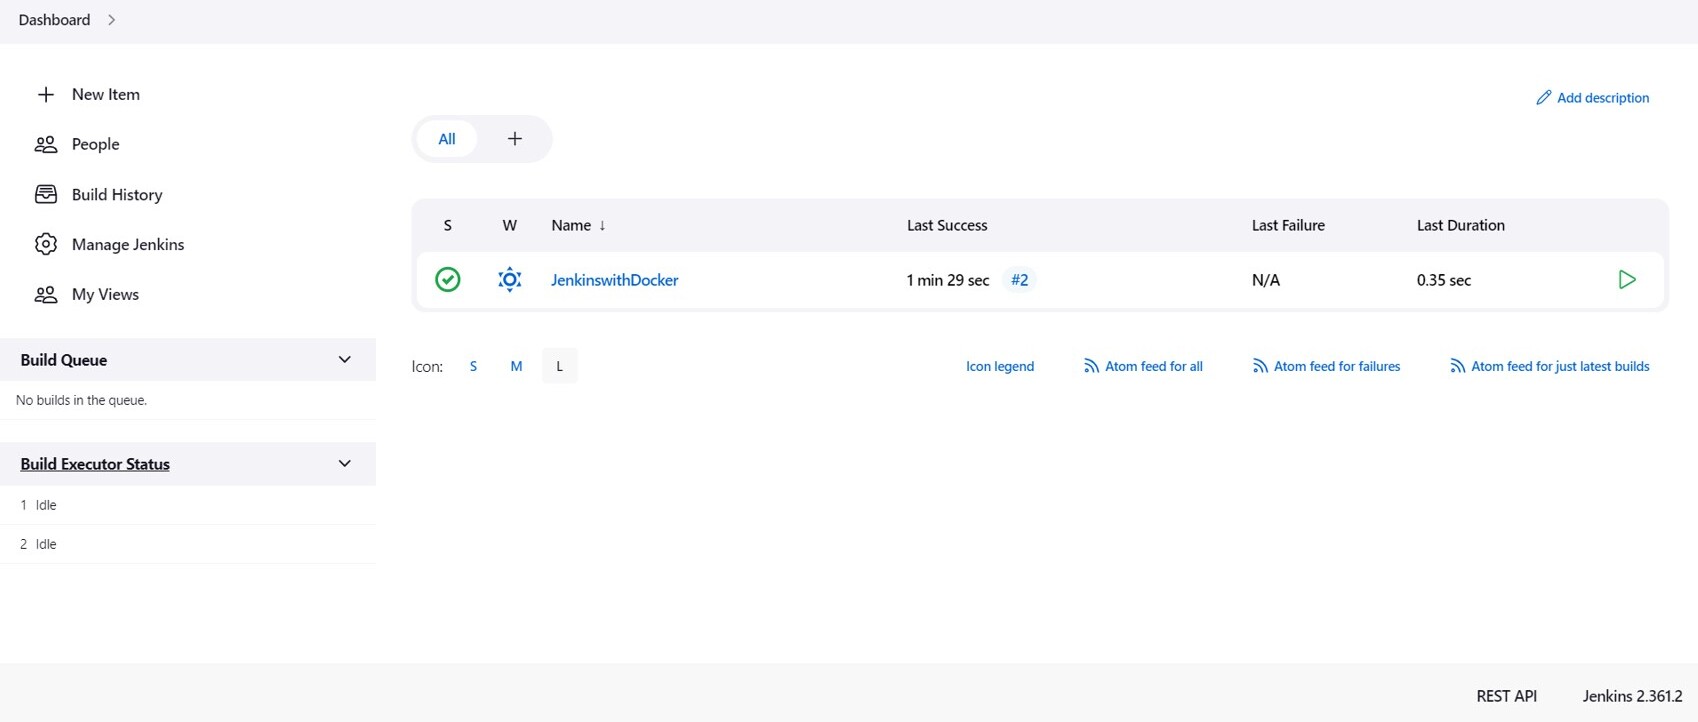 Dashboard
New Item
People
Build History
Manage Jenkins
My Views
Build Queue
No builds in the queue.
Build Executor Status
1 Idle
2 Idle
Add description
All +
S W Name ↓ Last Success Last Failure Last Duration
JenkinswithDocker 1 min 29 sec #2 N/A 0.35 sec
Icon: S M L Icon legend Atom feed for all Atom feed for failures Atom feed for just latest builds
REST API Jenkins 2.361.2